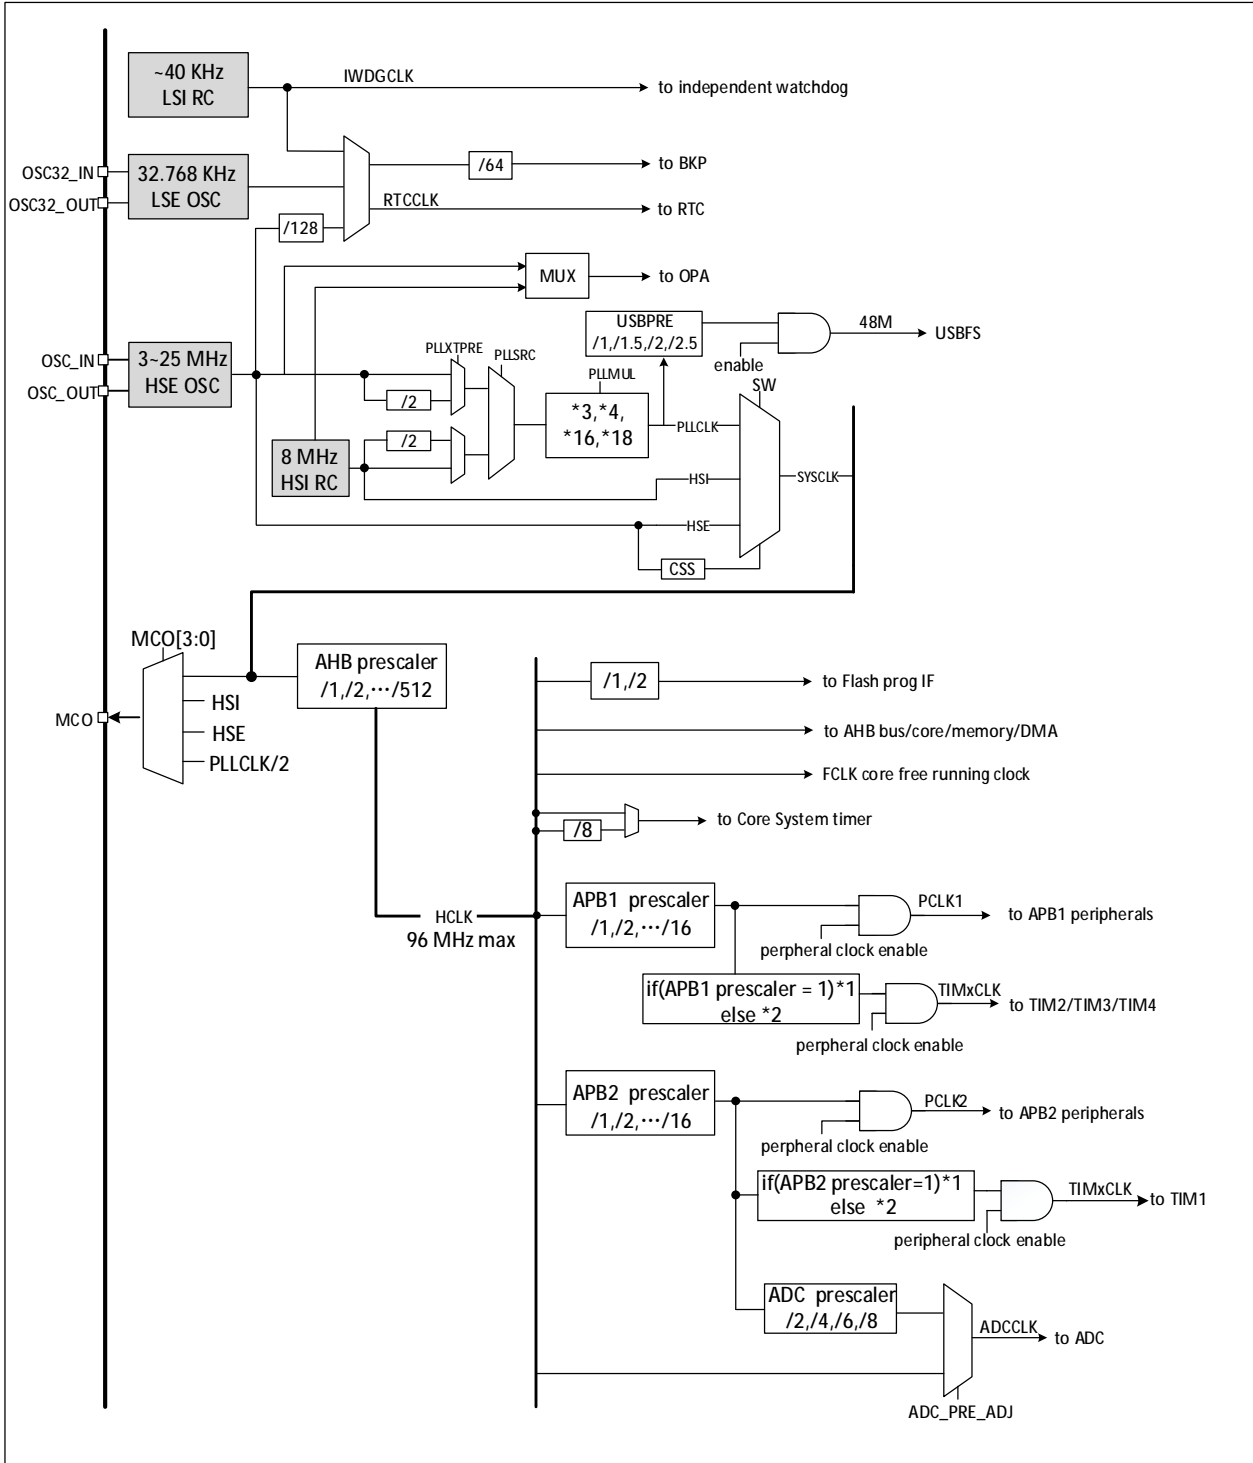 ~40 KHz
LSI RC
IWDGCLK
to independent watchdog
OSC32_IN
OSC32_OUT
32.768 KHz
LSE OSC
/64
to BKP
RTCCLK
to RTC
/128
MUX
to OPA
USBPRE
/1,/1.5,/2,/2.5
48M
USBFS
enable
OSC_IN
OSC_OUT
3~25 MHz
HSE OSC
PLLXTPRE
PLLSRC
PLLMUL
SW
/2
*3,*4,
*16,*18
PLLCLK
/2
8 MHz
HSI RC
HSI
SYSCLK
HSE
CSS
MCO[3:0]
AHB prescaler
/1,/2,···/512
HSI
MCO
HSE
PLLCLK/2
/1,/2
to Flash prog IF
to AHB bus/core/memory/DMA
FCLK core free running clock
/8
to Core System timer
HCLK
96 MHz max
APB1 prescaler
/1,/2,···/16
PCLK1
to APB1 peripherals
perpheral clock enable
if(APB1 prescaler = 1)*1
else *2
TIMxCLK
to TIM2/TIM3/TIM4
perpheral clock enable
APB2 prescaler
/1,/2,···/16
PCLK2
to APB2 peripherals
perpheral clock enable
if(APB2 prescaler=1)*1
else *2
TIMxCLK
to TIM1
peripheral clock enable
ADC prescaler
/2,/4,/6,/8
ADCCLK
to ADC
ADC_PRE_ADJ